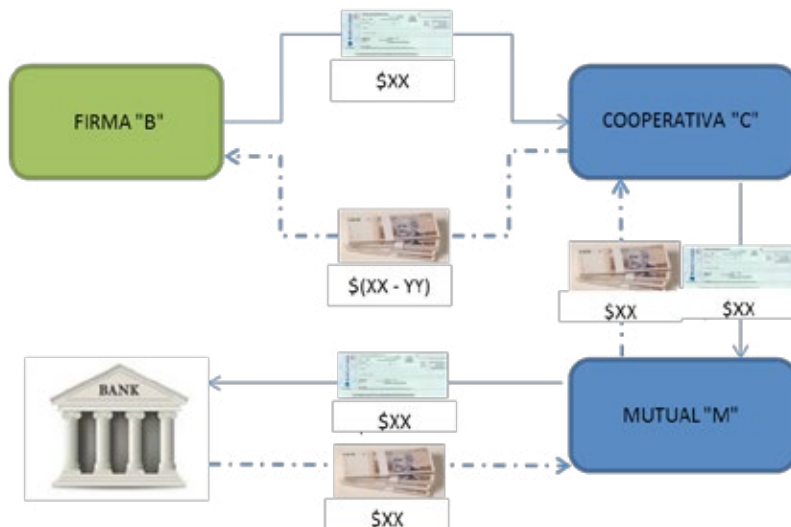 $XX
FIRMA "B"
COOPERATIVA "C"
$(XX - YY)
$XX
$XX
BANK
$XX
MUTUAL "M"
$XX